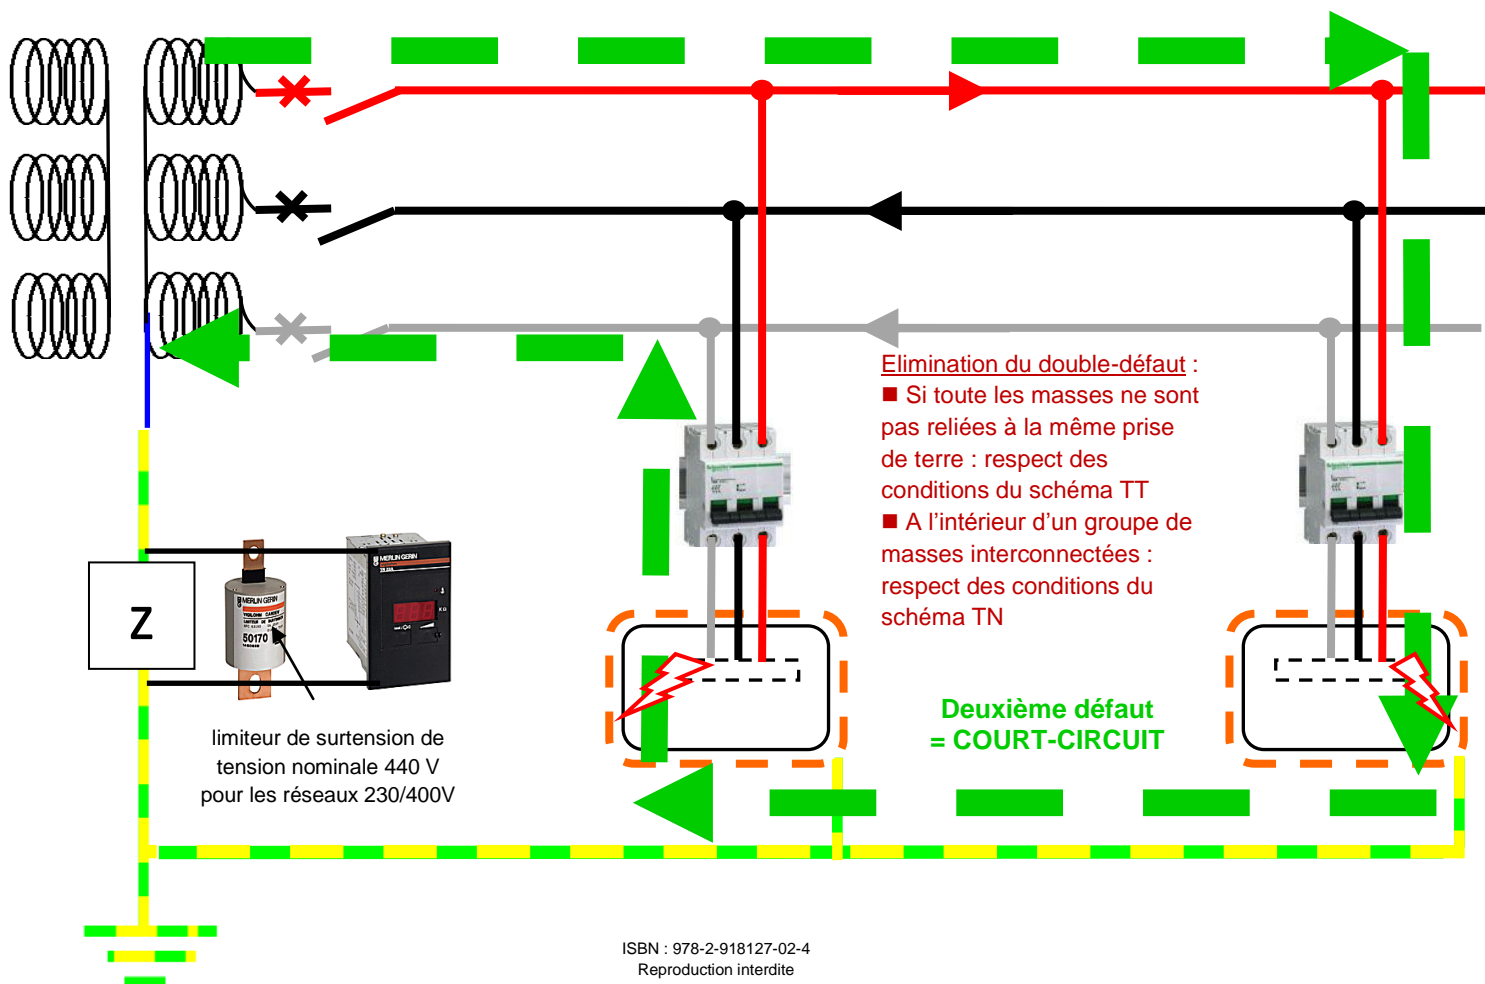 Elimination du double-défaut :
■ Si toute les masses ne sont
pas reliées à la même prise
de terre : respect des
conditions du schéma TT
■ A l’intérieur d’un groupe de
masses interconnectées :
respect des conditions du
schéma TN
MERLIN GERIN
MERLIN GERIN
50170
Z
Deuxième défaut
= COURT-CIRCUIT
limiteur de surtension de
tension nominale 440 V
pour les réseaux 230/400V
ISBN : 978-2-918127-02-4
Reproduction interdite